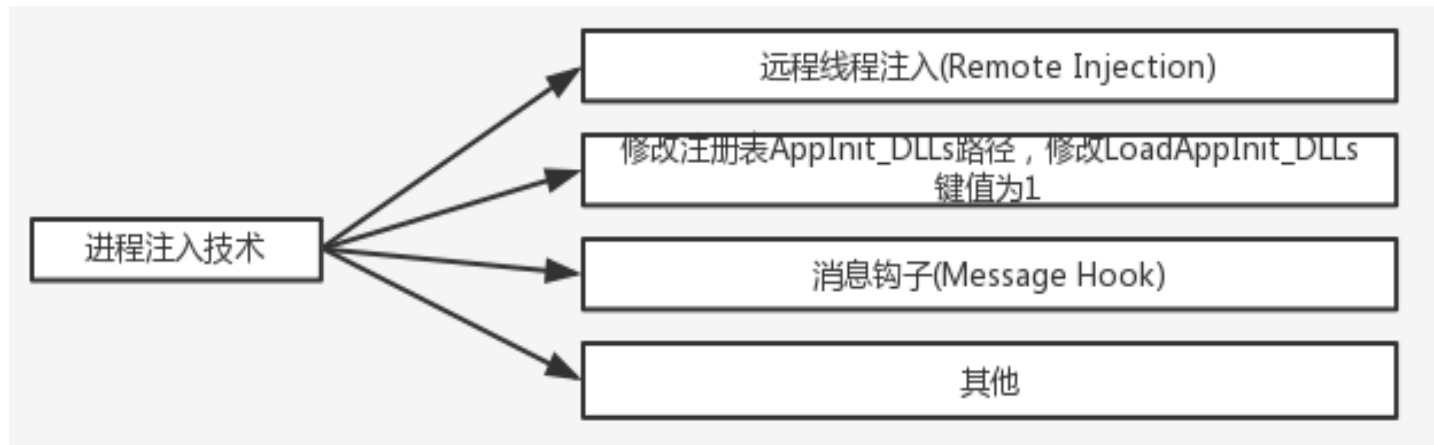 远程线程注入(Remote Injection)
修改注册表AppInit_DLLs路径，修改LoadAppInit_DLLs
键值为1
进程注入技术
消息钩子(Message Hook)
其他